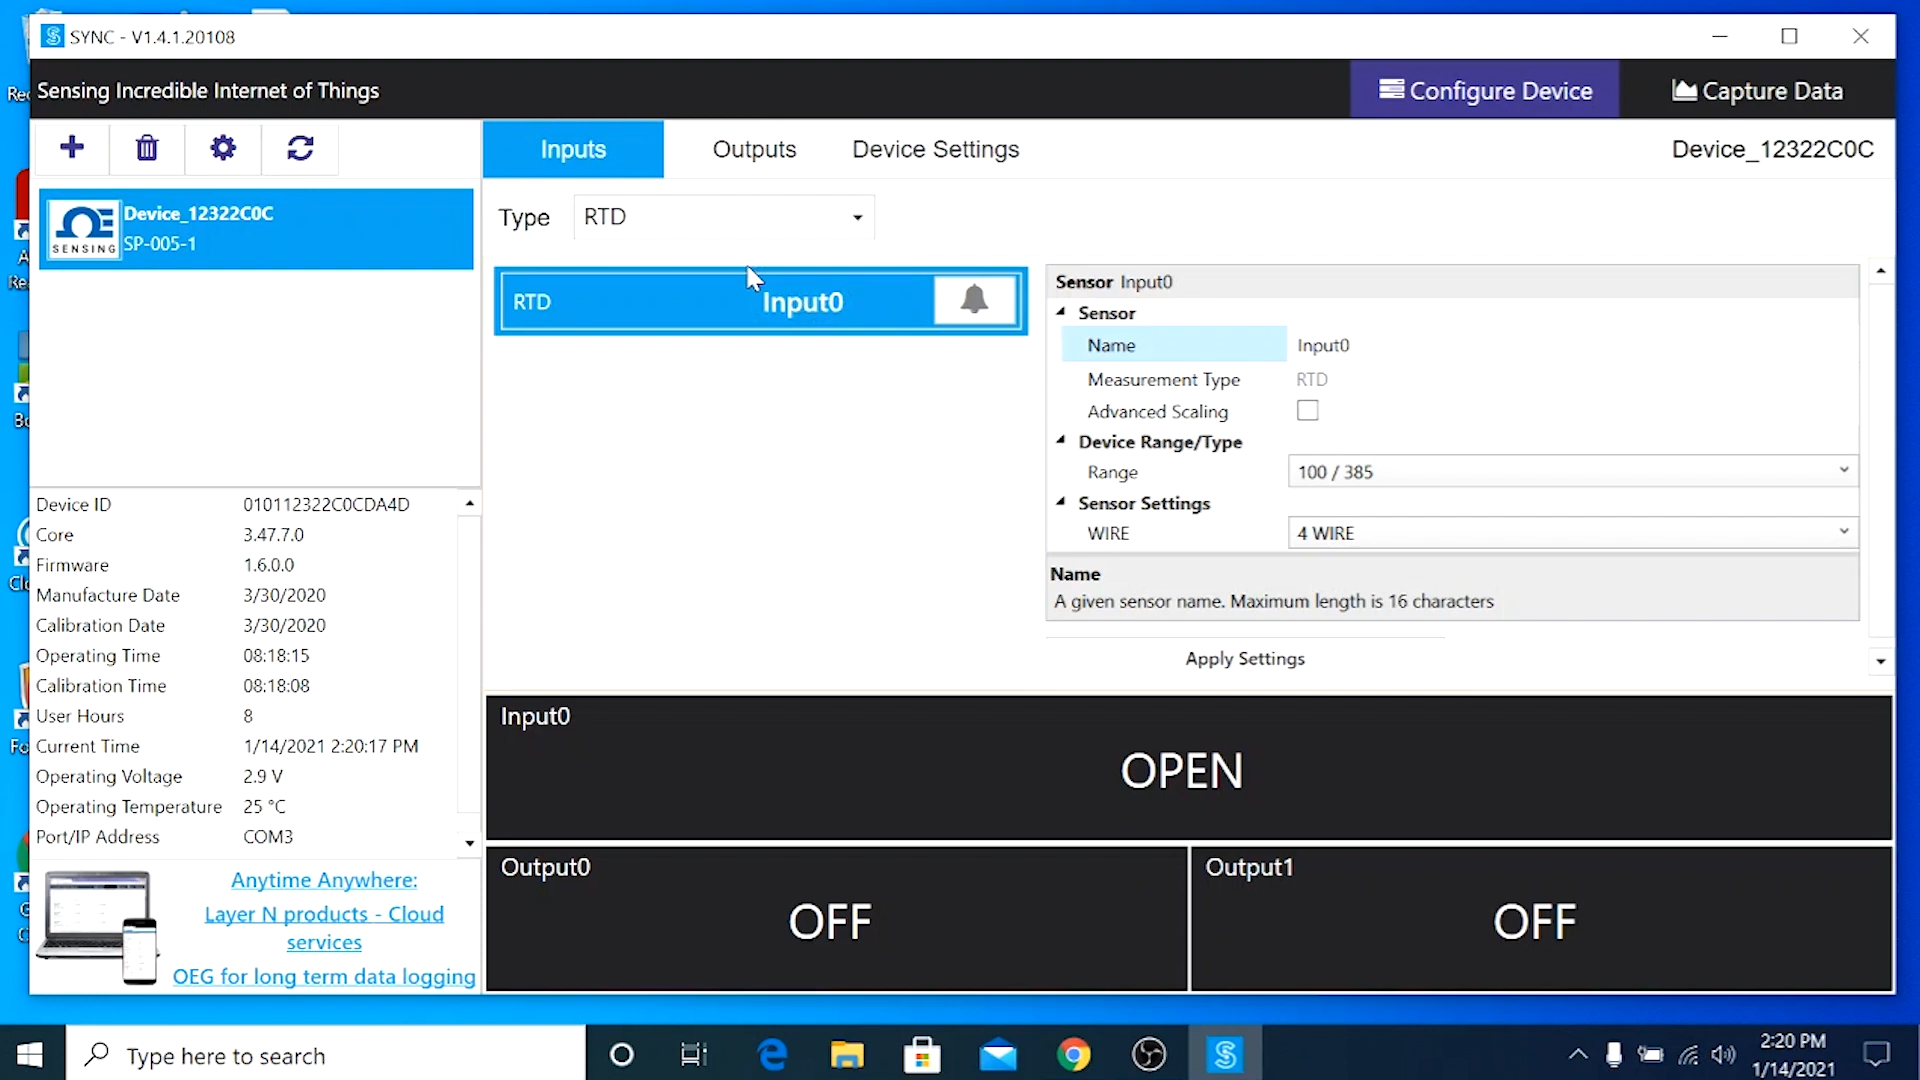 SYNC - V1.4.1.20108
Sensing Incredible Internet of Things
Configure Device
Capture Data
Inputs
Outputs
Device Settings
Device_12322C0C
Device_12322C0C
SP-005-1
SENSING
Type
RTD
RTD
Input0
Sensor Input0
Sensor
Name
Input0
Measurement Type
RTD
Advanced Scaling
Device Range/Type
Range
100 / 385
Sensor Settings
WIRE
4 WIRE
Name
A given sensor name. Maximum length is 16 characters
Apply Settings
Device ID 010112322C0CDA4D
Core 3.47.7.0
Firmware 1.6.0.0
Manufacture Date 3/30/2020
Calibration Date 3/30/2020
Operating Time 08:18:15
Calibration Time 08:18:08
User Hours 8
Current Time 1/14/2021 2:20:17 PM
Operating Voltage 2.9 V
Operating Temperature 25 °C
Port/IP Address COM3
Anytime Anywhere:
Layer N products - Cloud
services
OEG for long term data logging
Input0
OPEN
Output0
OFF
Output1
OFF
Type here to search
2:20 PM
1/14/2021